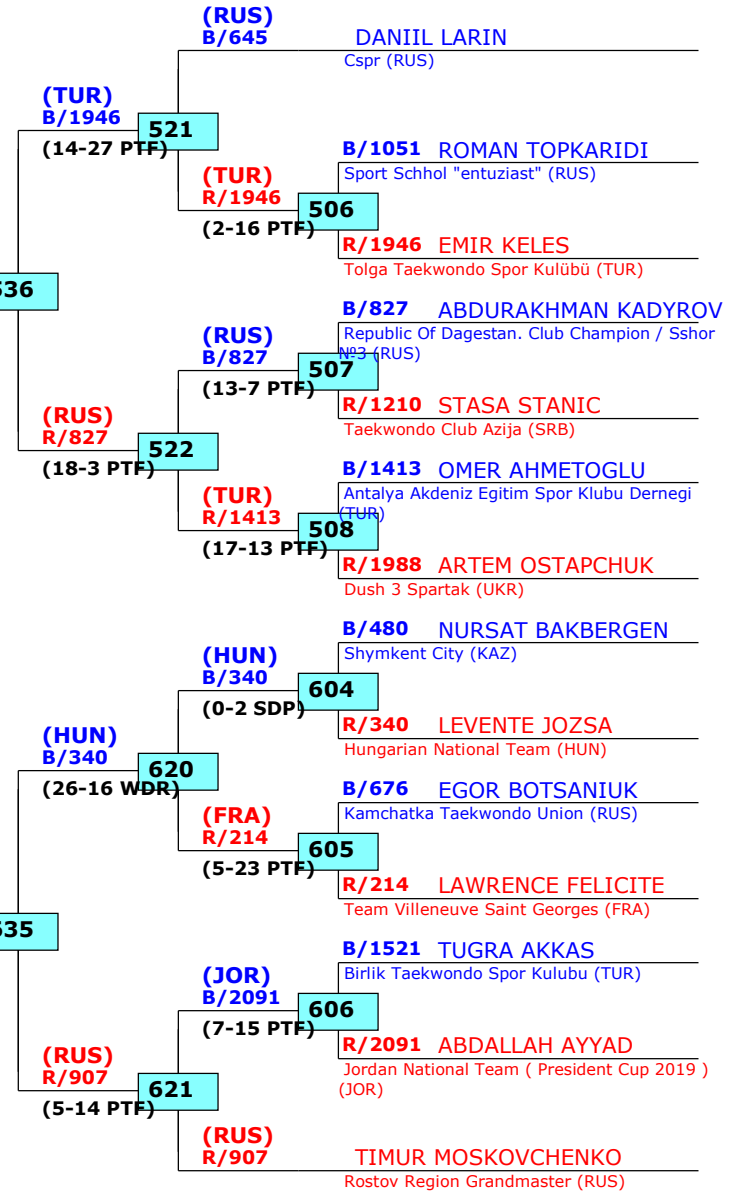 (RUS)
B/645
DANIIL LARIN
Cspr (RUS)
(TUR)
B/1946
521
(14-27 PTF)
B/1051 ROMAN TOPKARIDI
Sport Schhol "entuziast" (RUS)
(TUR)
R/1946
506
(2-16 PTF)
R/1946 EMIR KELES
Tolga Taekwondo Spor Kulübü (TUR)
B/827 ABDURAKHMAN KADYROV
Republic Of Dagestan. Club Champion / Sshor
№3 (RUS)
(RUS)
B/827
507
(13-7 PTF)
R/1210 STASA STANIC
Taekwondo Club Azija (SRB)
(RUS)
R/827
522
(18-3 PTF)
B/1413 OMER AHMETOGLU
Antalya Akdeniz Egitim Spor Klubu Dernegi
(TUR)
(TUR)
R/1413
508
(17-13 PTF)
R/1988 ARTEM OSTAPCHUK
Dush 3 Spartak (UKR)
B/480 NURSAT BAKBERGEN
Shymkent City (KAZ)
(HUN)
B/340
604
(0-2 SDP)
R/340 LEVENTE JOZSA
Hungarian National Team (HUN)
(HUN)
B/340
620
(26-16 WDR)
B/676 EGOR BOTSANIUK
Kamchatka Taekwondo Union (RUS)
(FRA)
R/214
605
(5-23 PTF)
R/214 LAWRENCE FELICITE
Team Villeneuve Saint Georges (FRA)
B/1521 TUGRA AKKAS
Birlik Taekwondo Spor Kulubu (TUR)
(JOR)
B/2091
606
(7-15 PTF)
R/2091 ABDALLAH AYYAD
Jordan National Team ( President Cup 2019 )
(JOR)
(RUS)
R/907
621
(5-14 PTF)
(RUS)
R/907
TIMUR MOSKOVCHENKO
Rostov Region Grandmaster (RUS)